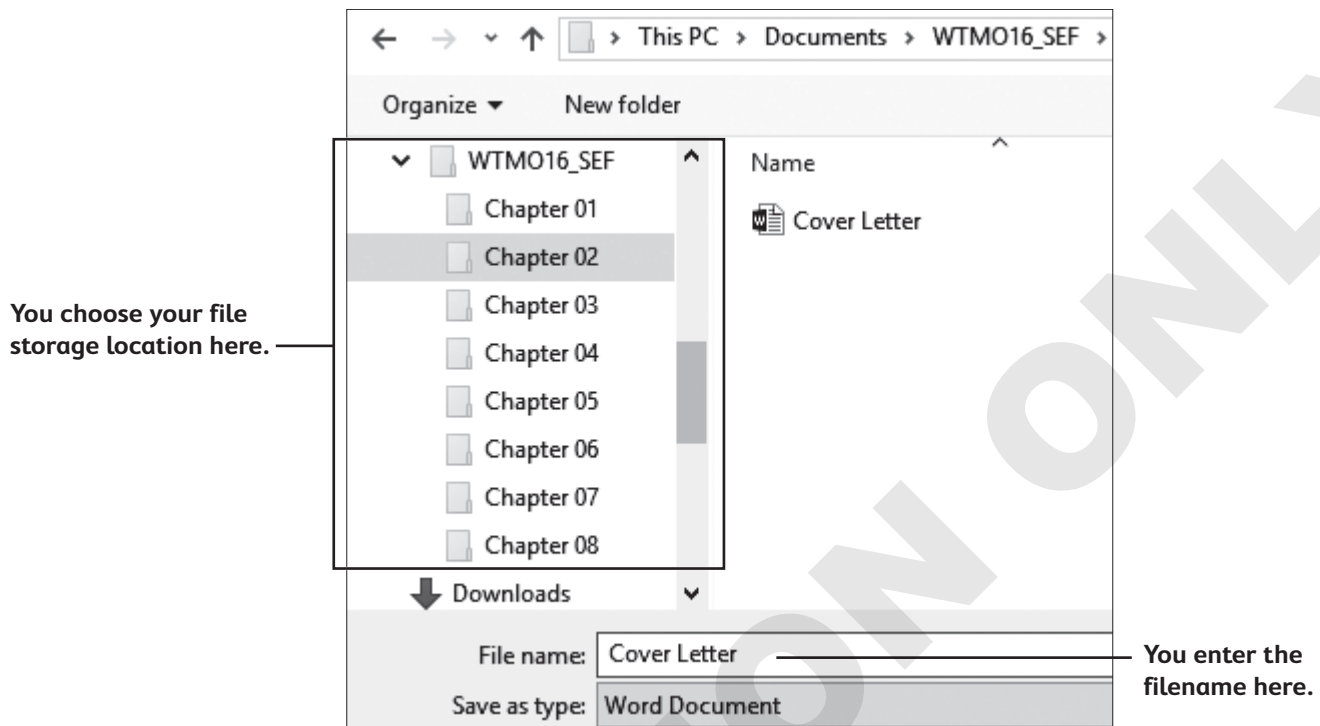 This PC > Documents > WTMO16_SEF >
Organize New folder
WTMO16_SEF
Chapter 01
Chapter 02
Chapter 03
Chapter 04
Chapter 05
Chapter 06
Chapter 07
Chapter 08
Downloads
Name
Cover Letter
You choose your file
storage location here.
File name: Cover Letter
Save as type: Word Document
You enter the
filename here.